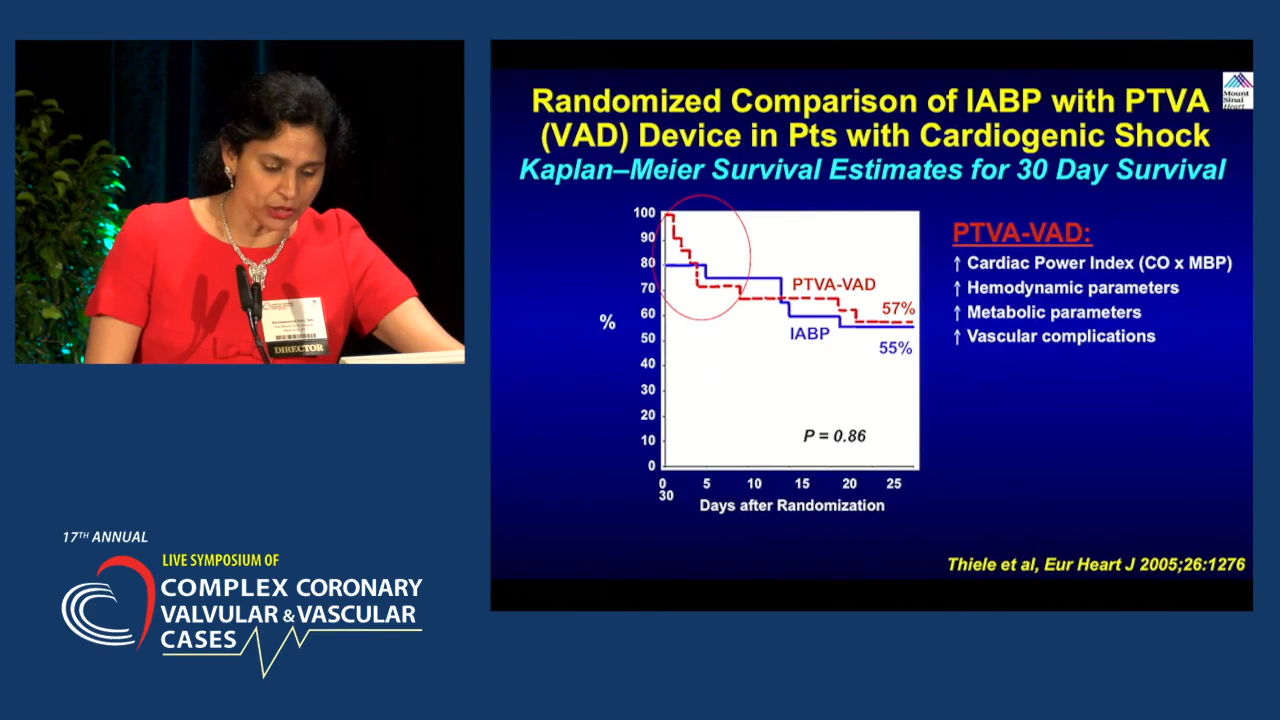 Randomized Comparison of IABP with PTVA
(VAD) Device in Pts with Cardiogenic Shock
Kaplan–Meier Survival Estimates for 30 Day Survival
Mount
Sinai
Heart
100
90
80
70
60
50
40
30
20
10
0
%
PTVA-VAD
57%
IABP
55%
P = 0.86
0 5 10 15 20 25
30
Days after Randomization
PTVA-VAD:
↑ Cardiac Power Index (CO x MBP)
↑ Hemodynamic parameters
↑ Metabolic parameters
↑ Vascular complications
Thiele et al, Eur Heart J 2005;26:1276
DIRECTOR
17TH ANNUAL
LIVE SYMPOSIUM OF
COMPLEX CORONARY
VALVULAR & VASCULAR
CASES